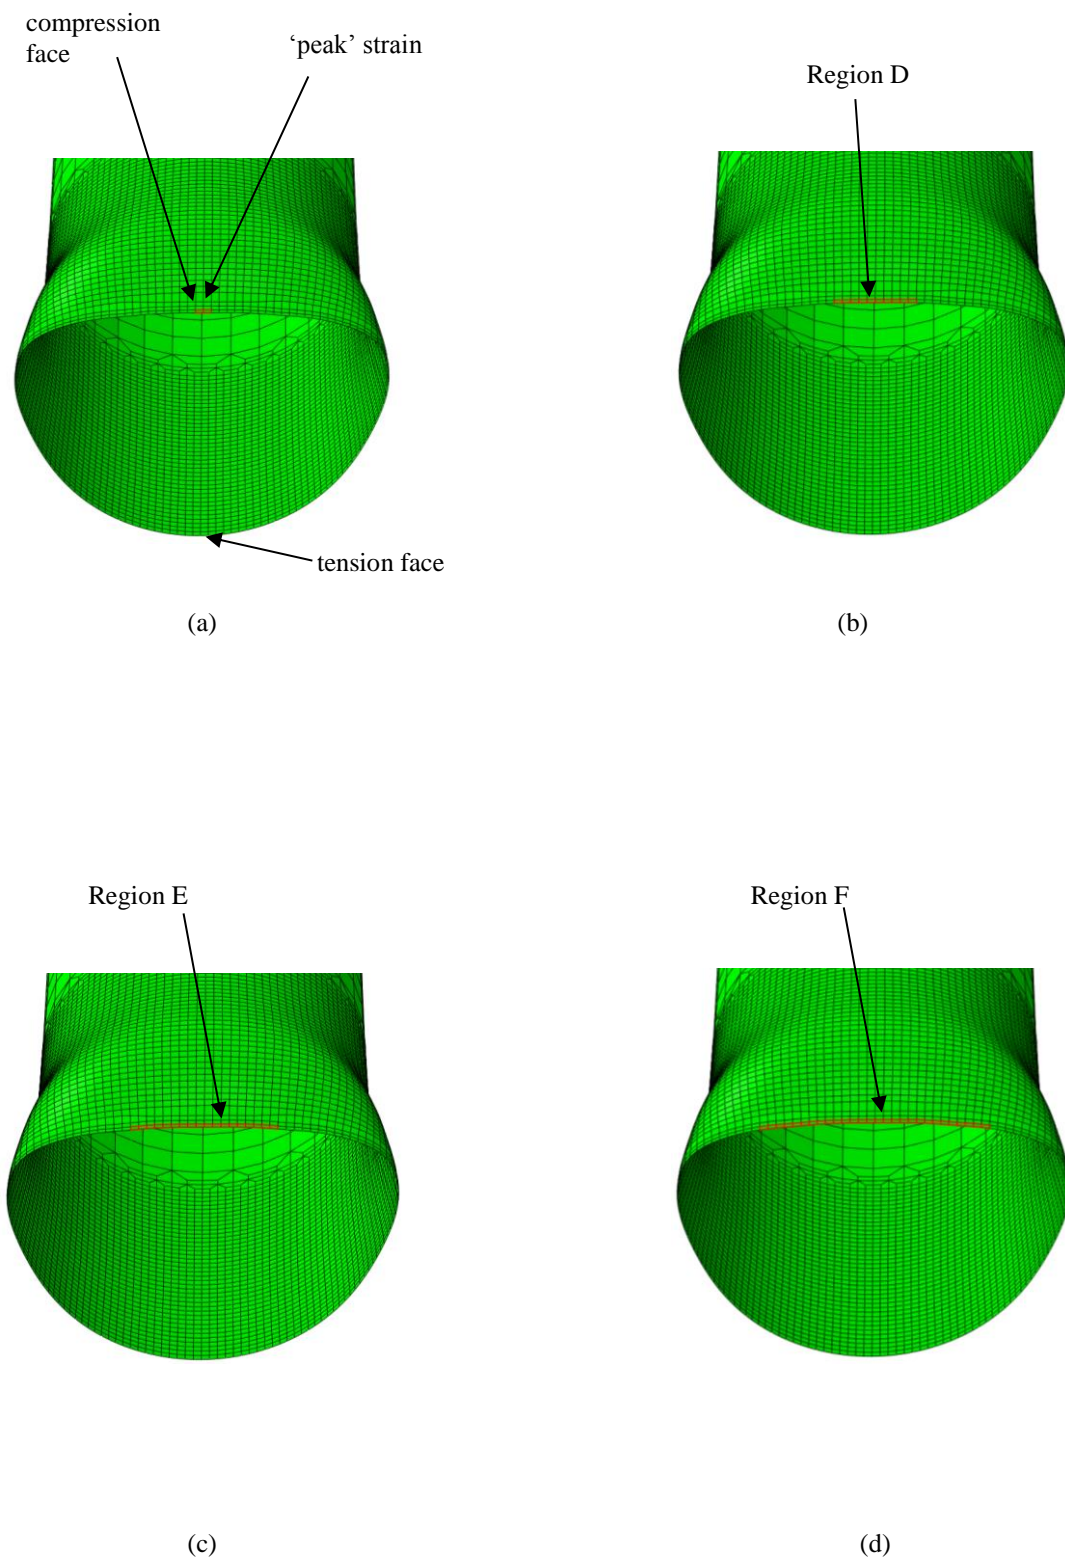 compression
face
‘peak’ strain
Region D
tension face
(a)
(b)
Region E
Region F
(c)
(d)